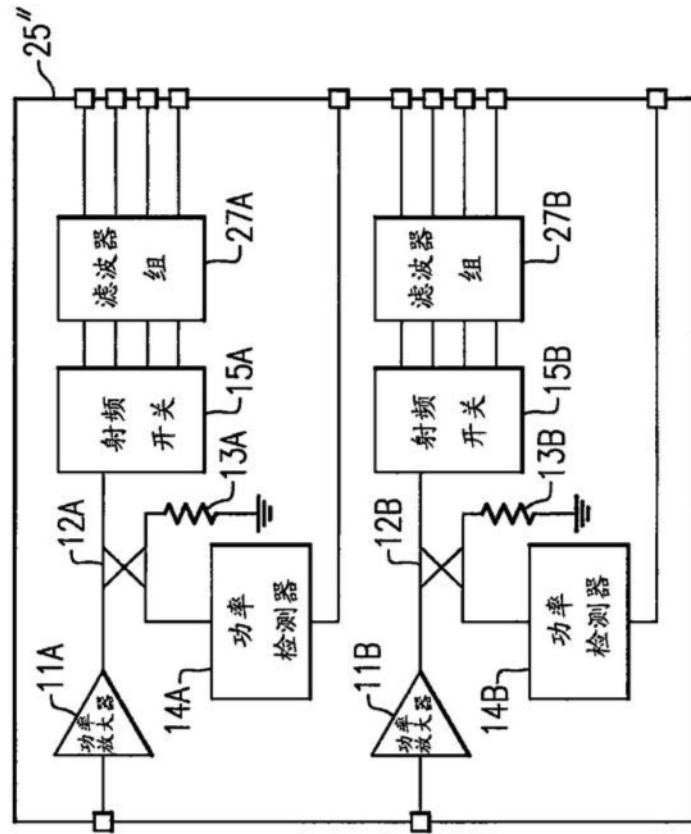 25"
11A
功率
放大器
12A
射频
开关
15A
滤波器
组
27A
13A
14A
功率
检测器
11B
功率
放大器
12B
射频
开关
15B
滤波器
组
27B
13B
14B
功率
检测器